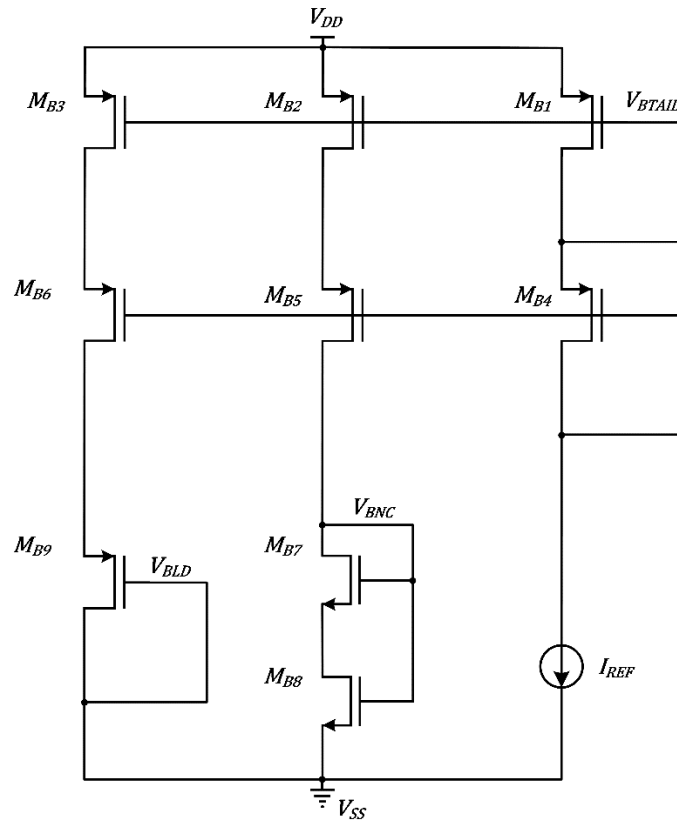 V_DD
M_B3
M_B2
M_B1
V_BTAIL
M_B6
M_B5
M_B4
V_BNC
M_B9
V_BLD
M_B7
M_B8
I_REF
V_SS